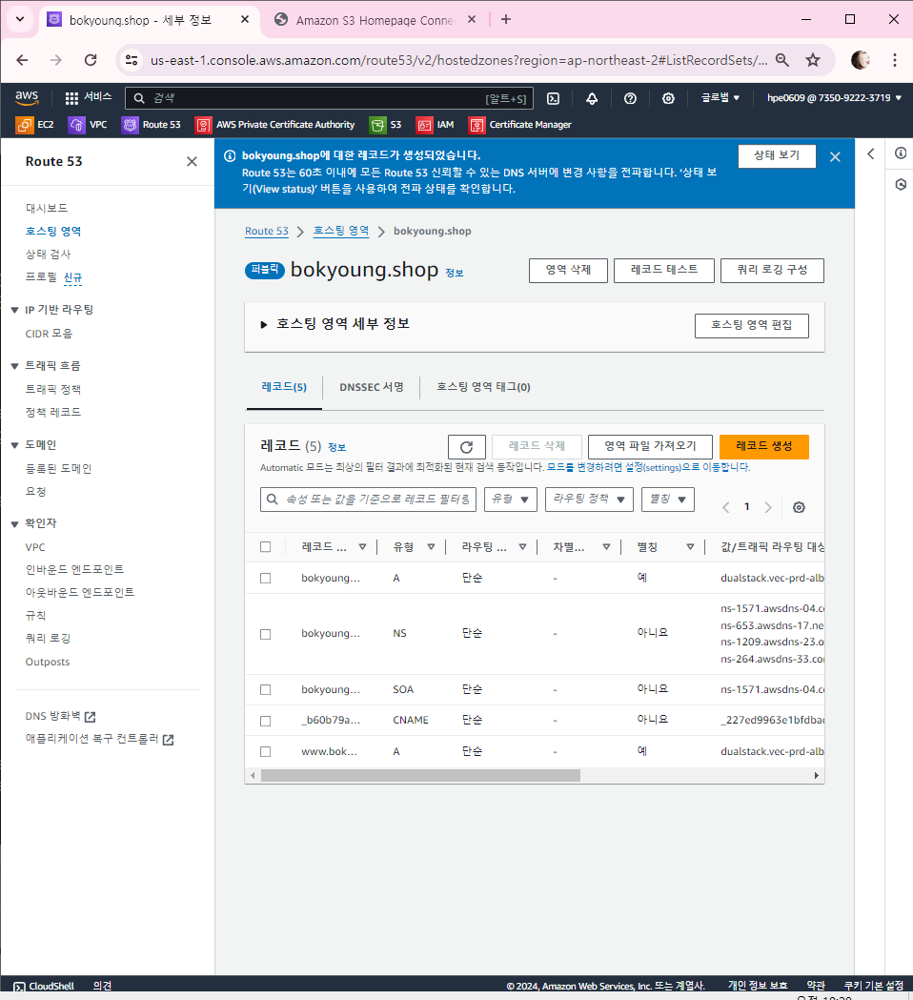 bokyoung.shop - 세부 정보
Amazon S3 Homepage Conne
us-east-1.console.aws.amazon.com/route53/v2/hostedzones?region=ap-northeast-2#ListRecordSets/...
aws 서비스 검색 [알트+S] 글로벌 ▼ hpe0609 @ 7350-9222-3719 ▼
EC2 VPC Route 53 AWS Private Certificate Authority S3 IAM Certificate Manager
Route 53
대시보드
호스팅 영역
상태 검사
프로필 신규
▼ IP 기반 라우팅
CIDR 모음
▼ 트래픽 흐름
트래픽 정책
정책 레코드
▼ 도메인
등록된 도메인
요청
▼ 확인자
VPC
인바운드 엔드포인트
아웃바운드 엔드포인트
규칙
쿼리 로깅
Outposts
DNS 방화벽
애플리케이션 복구 컨트롤러
bokyoung.shop에 대한 레코드가 생성되었습니다.
Route 53는 60초 이내에 모든 Route 53 신뢰할 수 있는 DNS 서버에 변경 사항을 전파합니다. ‘상태 보
기(View status)’ 버튼을 사용하여 전파 상태를 확인합니다.
상태 보기
Route 53 > 호스팅 영역 > bokyoung.shop
퍼블릭 bokyoung.shop 정보
영역 삭제 레코드 테스트 쿼리 로깅 구성
▶ 호스팅 영역 세부 정보 호스팅 영역 편집
레코드(5) DNSSEC 서명 호스팅 영역 태그(0)
레코드 (5) 정보 레코드 삭제 영역 파일 가져오기 레코드 생성
Automatic 모드는 최상의 필터 결과에 최적화된 현재 검색 동작입니다. 모드를 변경하려면 설정(settings)으로 이동합니다.
속성 또는 값을 기준으로 레코드 필터링 유형 ▼ 라우팅 정책 ▼ 별칭 ▼
< 1 >
레코드 ... 유형 라우팅 ... 차별... 별칭 값/트래픽 라우팅 대상
bokyoung... A 단순 - 예 dualstack.vec-prd-alb
bokyoung... NS 단순 - 아니요 ns-1571.awsdns-04.co
ns-653.awsdns-17.ne
ns-1209.awsdns-23.o
ns-264.awsdns-33.con
bokyoung... SOA 단순 - 아니요 ns-1571.awsdns-04.co
_b60b79a... CNAME 단순 - 아니요 _227ed9963e1bfdbac
www.bok... A 단순 - 예 dualstack.vec-prd-alb
CloudShell 의견 © 2024, Amazon Web Services, Inc. 또는 계열사. 개인 정보 보호 약관 쿠키 기본 설정